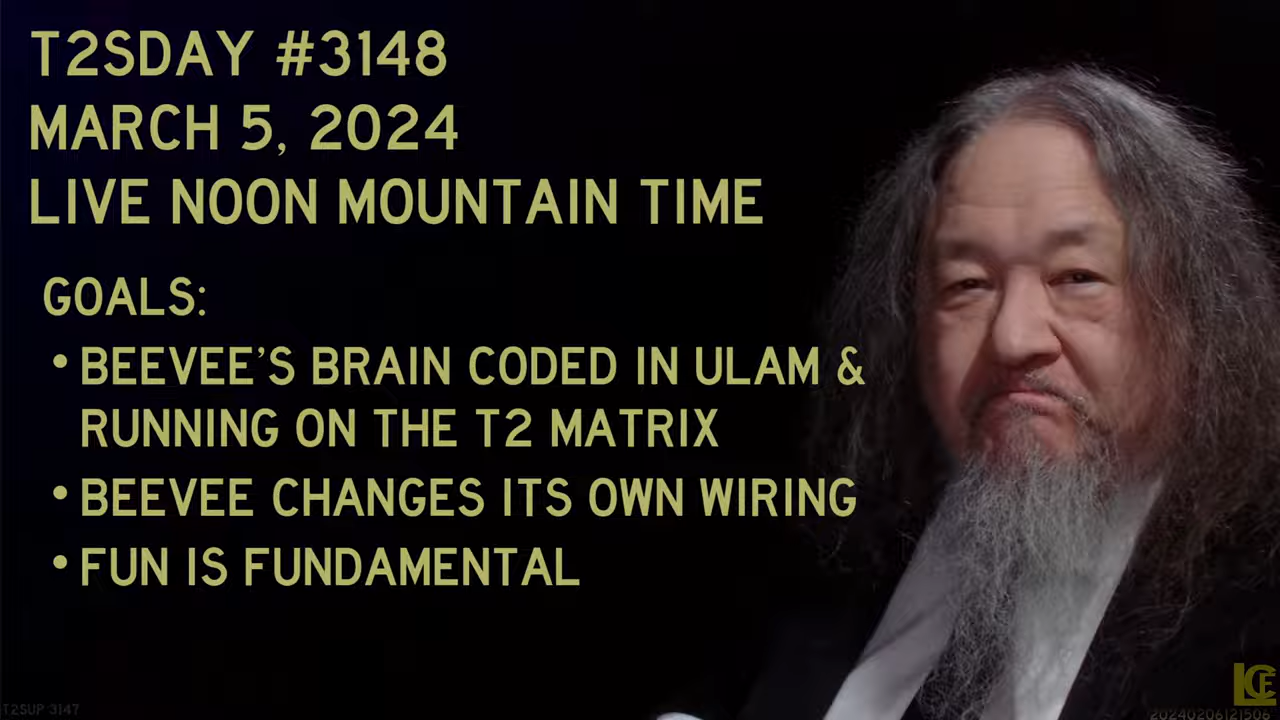 T2SDAY #3148
MARCH 5, 2024
LIVE NOON MOUNTAIN TIME
GOALS:
• BEEVEE'S BRAIN CODED IN ULAM &
RUNNING ON THE T2 MATRIX
• BEEVEE CHANGES ITS OWN WIRING
• FUN IS FUNDAMENTAL
T2SUP 3147
20240206121506